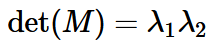 det(M) = λ₁λ₂